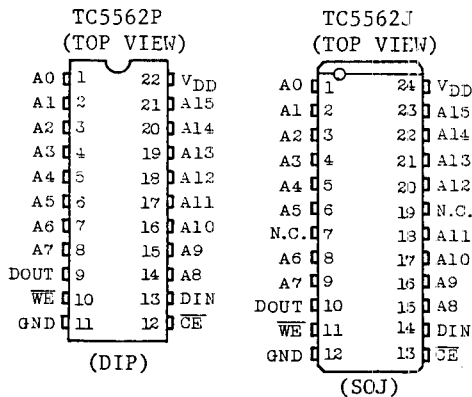 TC5562P
(TOP VIEW)
A0 1 22 VDD
A1 2 21 A15
A2 3 20 A14
A3 4 19 A13
A4 5 18 A12
A5 6 17 A11
A6 7 16 A10
A7 8 15 A9
DOUT 9 14 A8
W̅E̅ 10 13 DIN
GND 11 12 C̅E̅
(DIP)
TC5562J
(TOP VIEW)
A0 1 24 VDD
A1 2 23 A15
A2 3 22 A14
A3 4 21 A13
A4 5 20 A12
A5 6 19 N.C.
N.C. 7 18 A11
A6 8 17 A10
A7 9 16 A9
DOUT 10 15 A8
W̅E̅ 11 14 DIN
GND 12 13 C̅E̅
(SOJ)